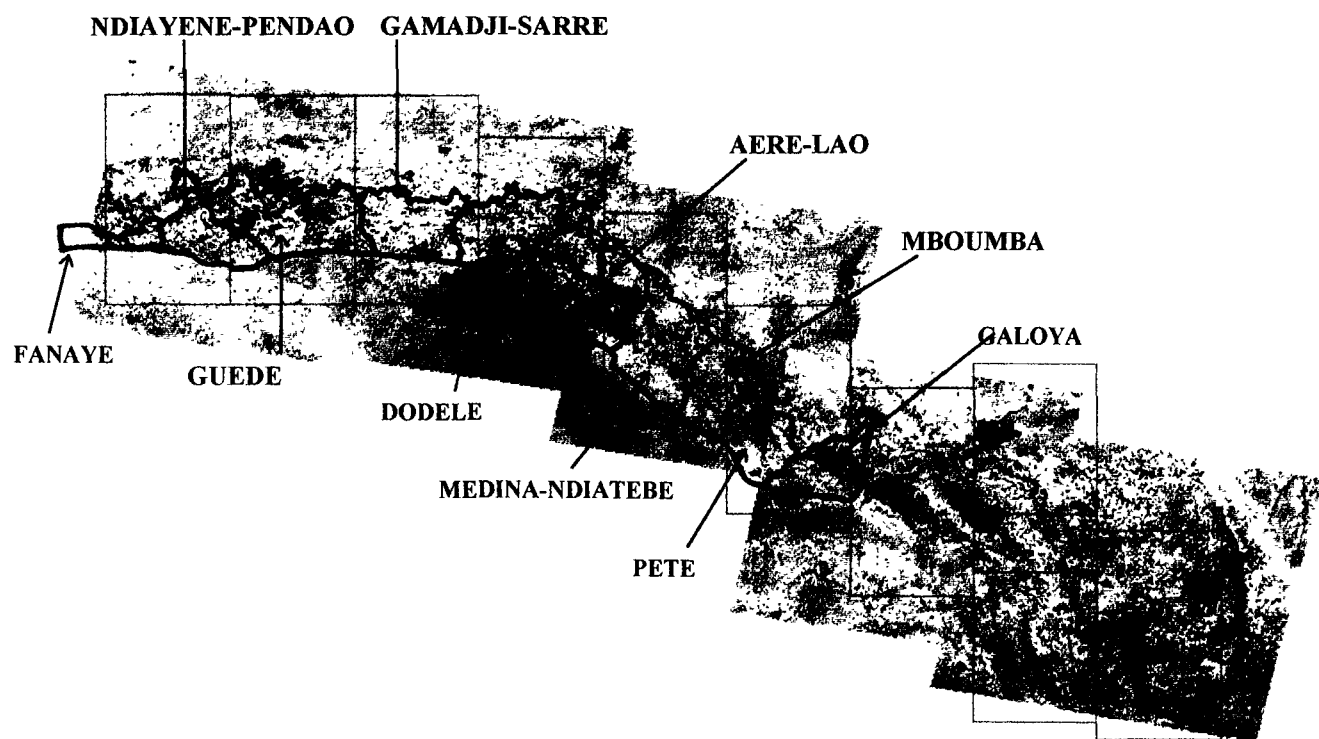 NDIAYENE-PENDAO GAMADJI-SARRE
AERE-LAO
MBOUMBA
GALOYA
FANAYE
GUEDE
DODELE
MEDINA-NDIATEBE
PETE